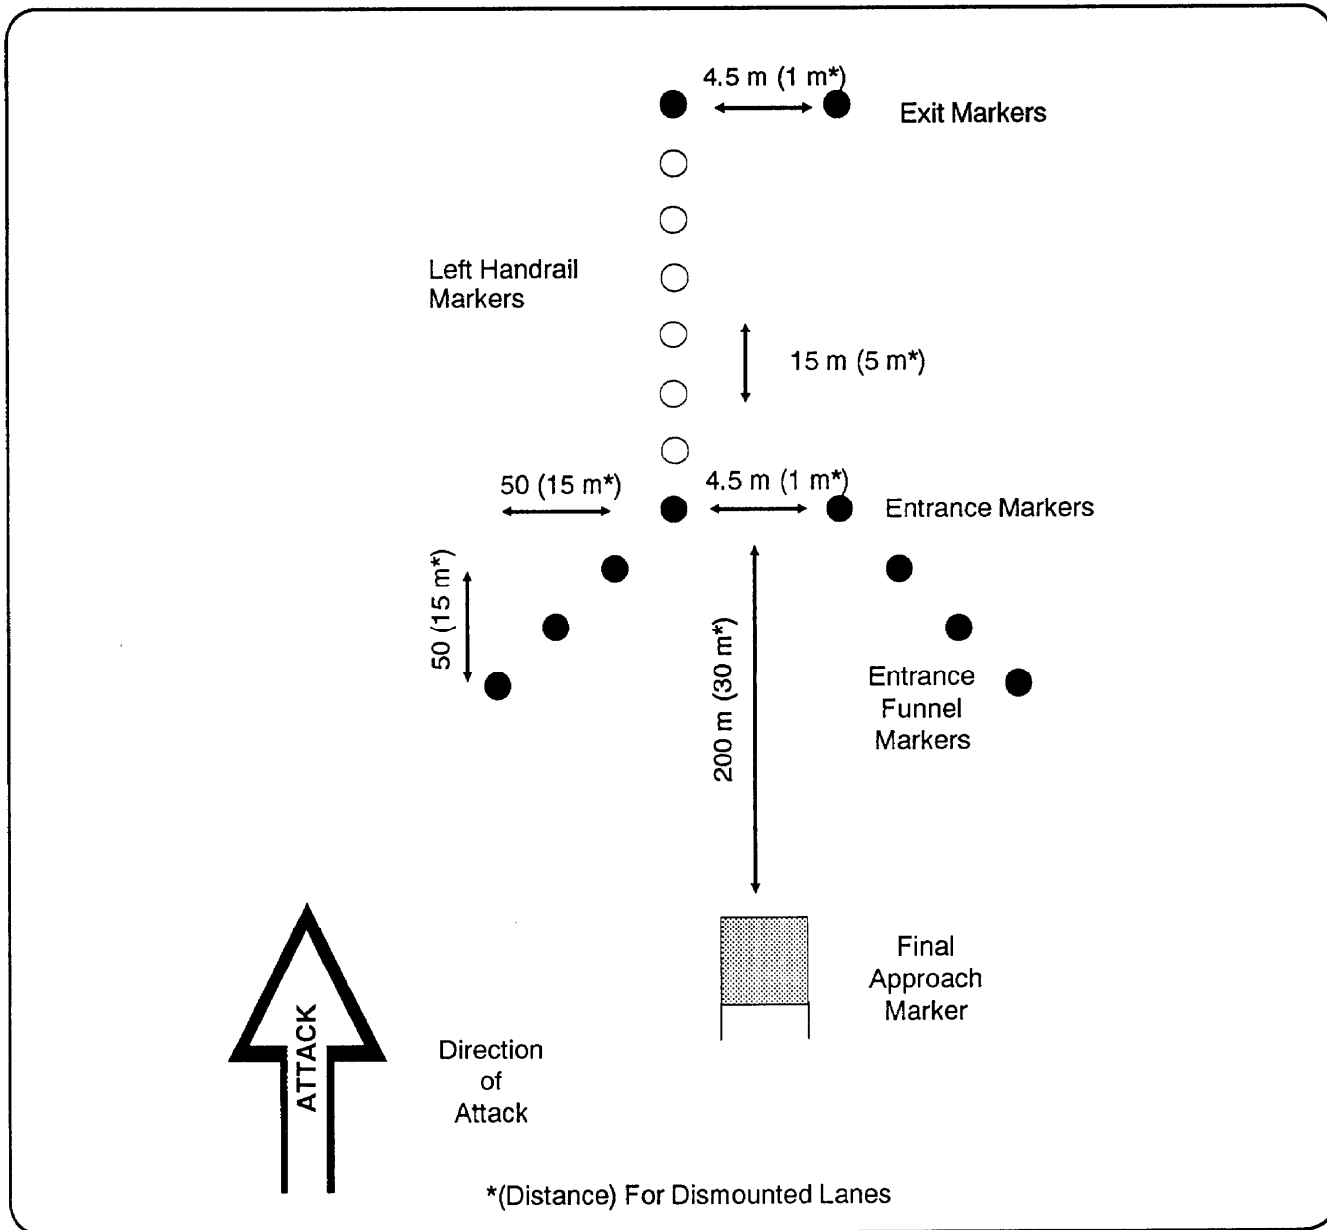 4.5 m (1 m*)
Exit Markers
Left Handrail
Markers
15 m (5 m*)
50 (15 m*)
4.5 m (1 m*)
Entrance Markers
50 (15 m*)
200 m (30 m*)
Entrance
Funnel
Markers
Final
Approach
Marker
ATTACK
Direction
of
Attack
*(Distance) For Dismounted Lanes